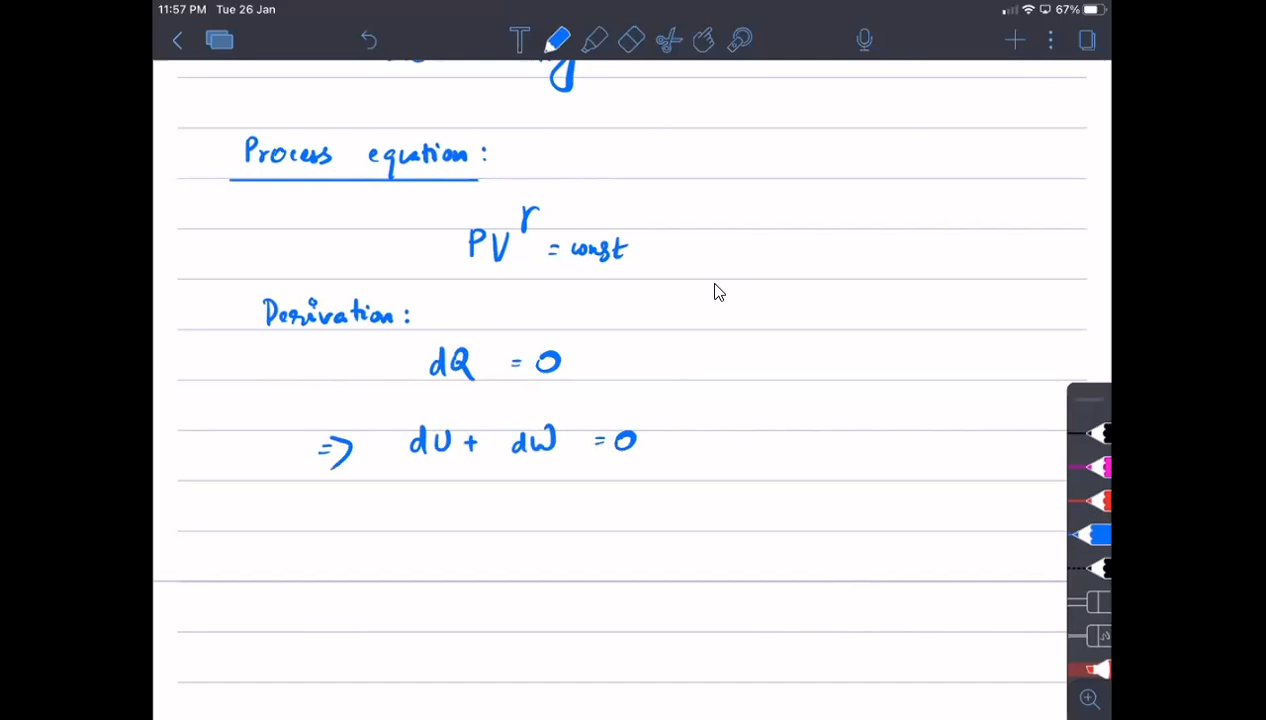 11:57 PM Tue 26 Jan 67%
T
Process equation:
PV^r = const
Derivation:
dQ = 0
=> dU + dW = 0